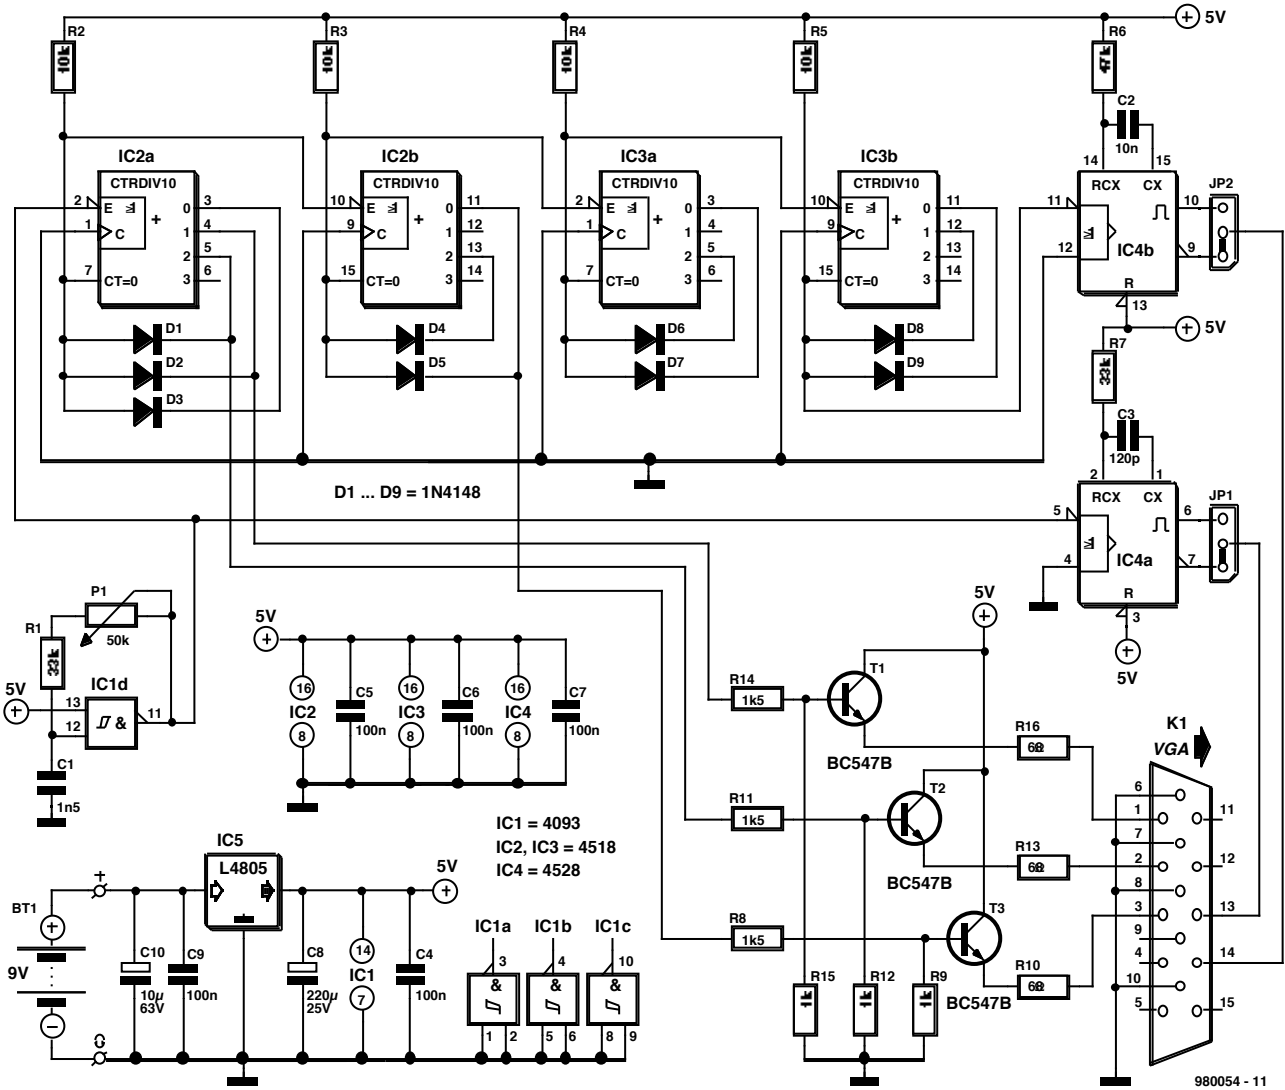 R2
R3
R4
R5
R6
5V
10k
10k
10k
10k
47k
C2
10n
IC2a
IC2b
IC3a
IC3b
14
15
CTRDIV10
CTRDIV10
CTRDIV10
CTRDIV10
RCX
CX
JP2
2
E
≥1
+
0
3
10
E
≥1
+
0
11
2
E
≥1
+
0
3
10
E
≥1
+
0
11
11
10
1
C
1
4
9
C
1
12
1
C
1
4
9
C
1
12
≥1
IC4b
12
9
2
5
2
13
2
5
2
13
7
CT=0
3
6
15
CT=0
3
14
7
CT=0
3
6
15
CT=0
3
14
R
13
D1
D4
D6
D8
5V
D2
D5
D7
D9
R7
33k
D3
C3
120p
D1 ... D9 = 1N4148
2
1
RCX
CX
JP1
5
6
≥1
IC4a
4
7
R
3
5V
P1
50k
R1
33k
5V
5V
IC1d
13
&
11
12
C1
1n5
16
C5
16
C6
16
C7
IC2
IC3
IC4
8
100n
8
100n
8
100n
R14
1k5
T1
BC547B
R16
68Ω
K1
VGA
R11
1k5
T2
BC547B
R13
68Ω
R8
1k5
T3
BC547B
R10
68Ω
6
1
11
7
2
12
8
3
13
9
4
14
10
5
15
IC1 = 4093
IC2, IC3 = 4518
IC4 = 4528
IC5
L4805
+
5V
BT1
+
9V
−
0
C10
10µ
63V
C9
100n
C8
220µ
25V
14
IC1
7
C4
100n
IC1a
IC1b
IC1c
3
4
10
&
&
&
1
2
5
6
8
9
R15
R12
R9
1k
1k
1k
980054 - 11